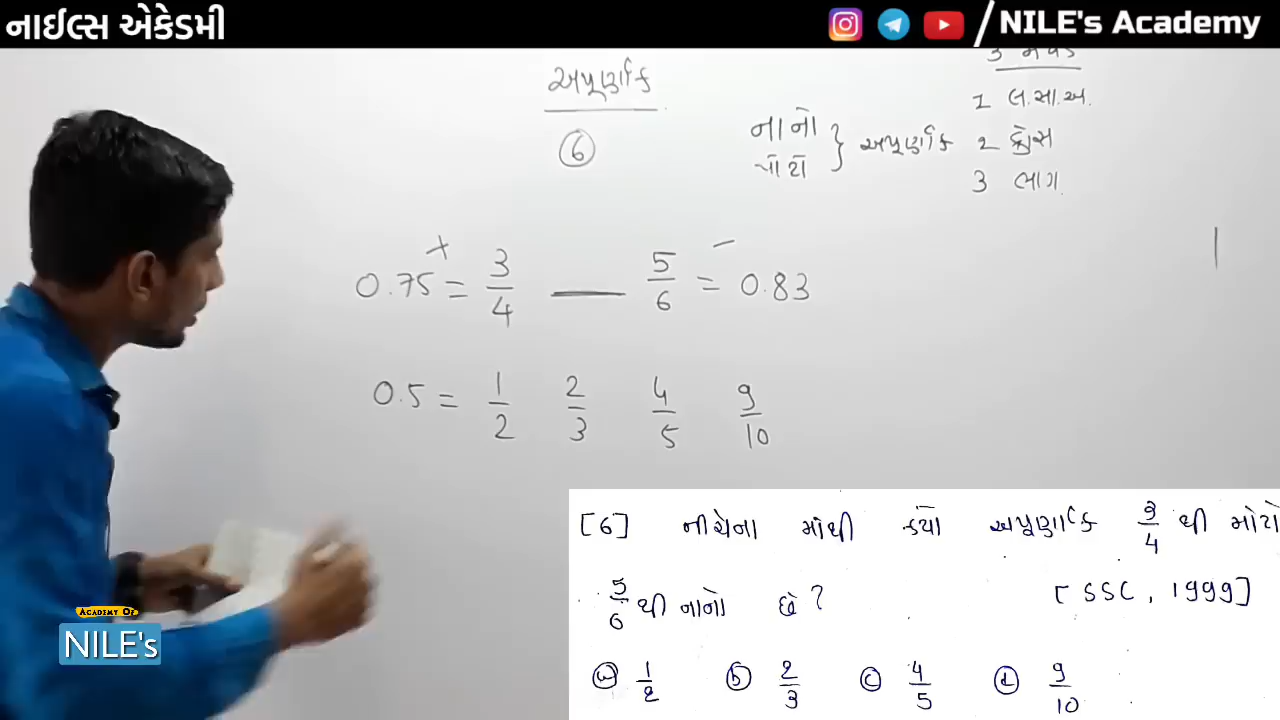 નાઈલ્સ એકેડમી
/ NILE's Academy
અપૂર્ણાંક
6
નાનો
મોટો } અપૂર્ણાંક
1 લ.સા.અ.
2 ક્રોસ
3 ભાગ
+ −
0.75 = 3/4 — 5/6 = 0.83
0.5 = 1/2 2/3 4/5 9/10
[6] નીચેના માંથી ક્યો અપૂર્ણાંક 3/4 થી મોટો
5/6 થી નાનો છે ? [SSC, 1999]
(a) 1/2 (b) 2/3 (c) 4/5 (d) 9/10
ACADEMY OF
NILE's